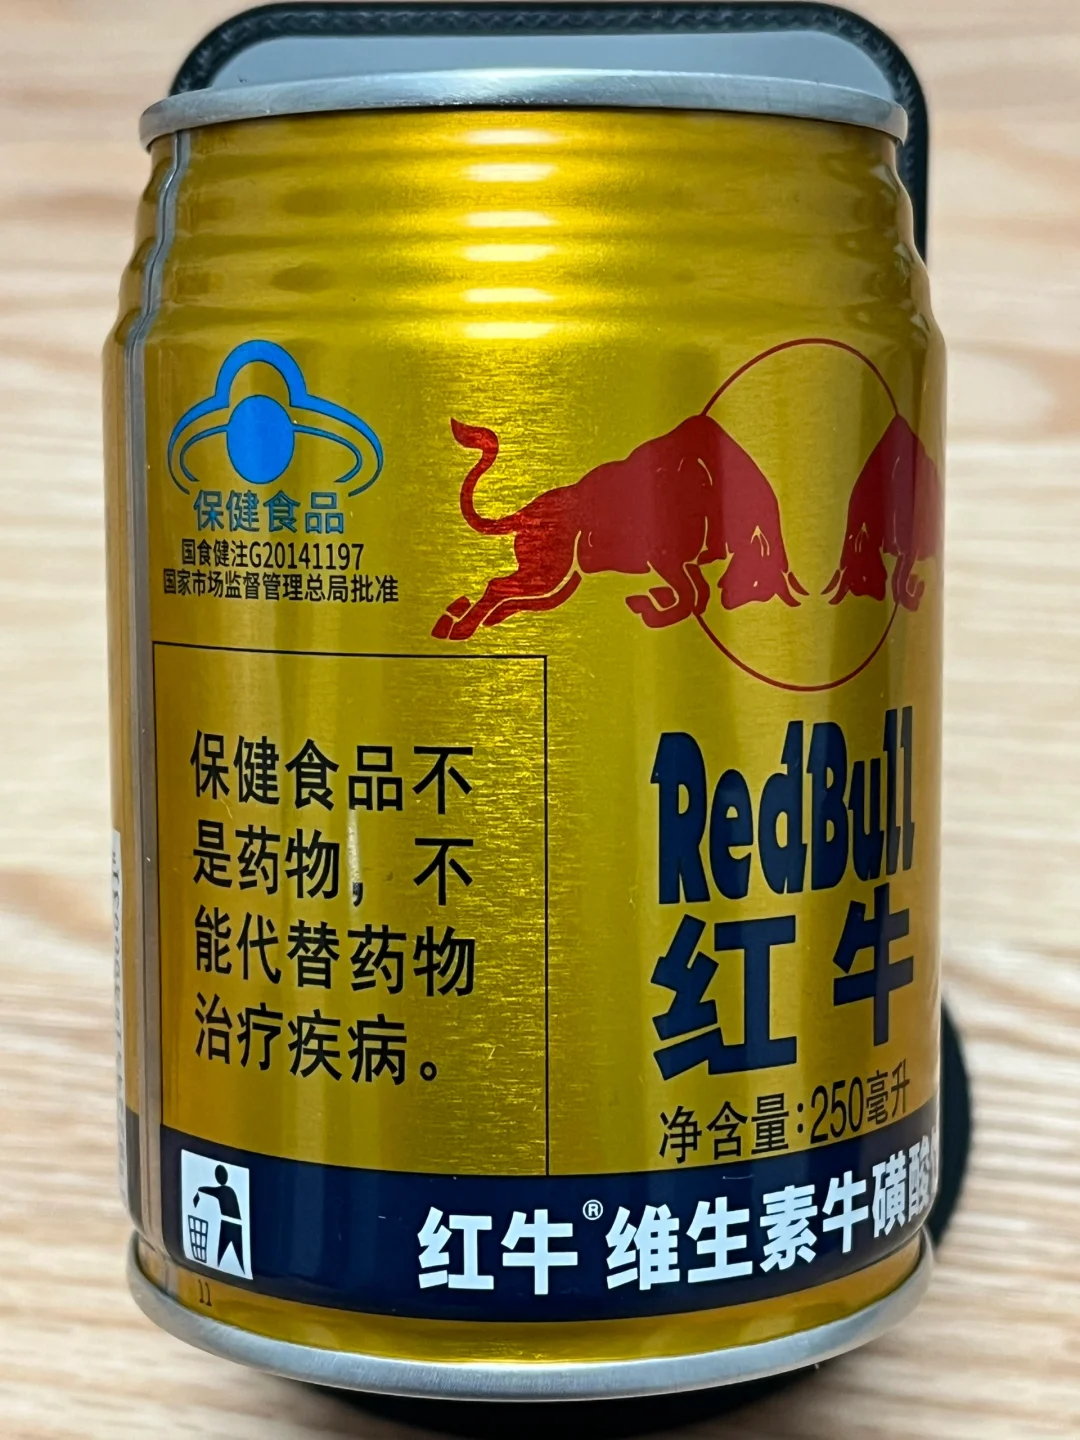 保健食品
国食健注G20141197
国家市场监督管理总局批准
保健食品不
是药物，不
能代替药物
治疗疾病。
RedBull
红牛
净含量:250毫升
红牛®维生素牛磺酸
11